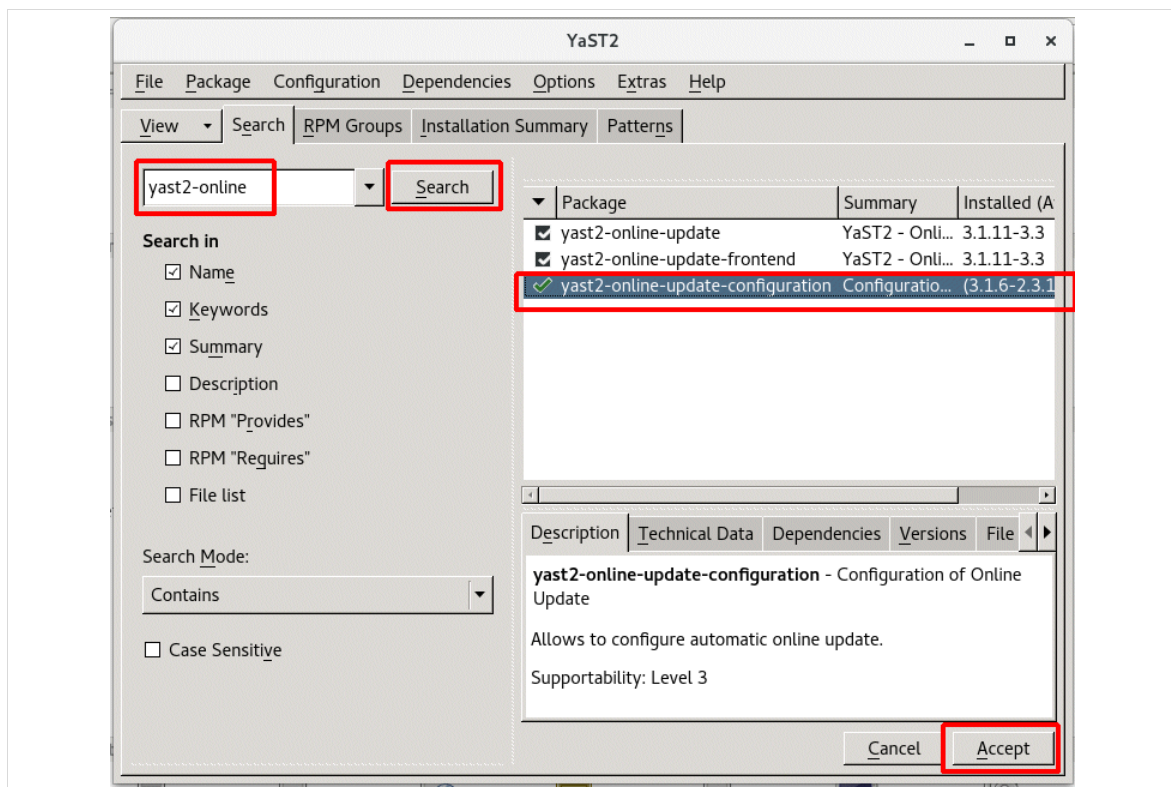 YaST2
File Package Configuration Dependencies Options Extras Help
View Search RPM Groups Installation Summary Patterns
yast2-online Search
Search in
Name
Keywords
Summary
Description
RPM "Provides"
RPM "Requires"
File list
Search Mode:
Contains
Case Sensitive
Package Summary Installed (A
yast2-online-update YaST2 - Onli... 3.1.11-3.3
yast2-online-update-frontend YaST2 - Onli... 3.1.11-3.3
yast2-online-update-configuration Configuratio... (3.1.6-2.3.1
Description Technical Data Dependencies Versions File
yast2-online-update-configuration - Configuration of Online
Update
Allows to configure automatic online update.
Supportability: Level 3
Cancel Accept